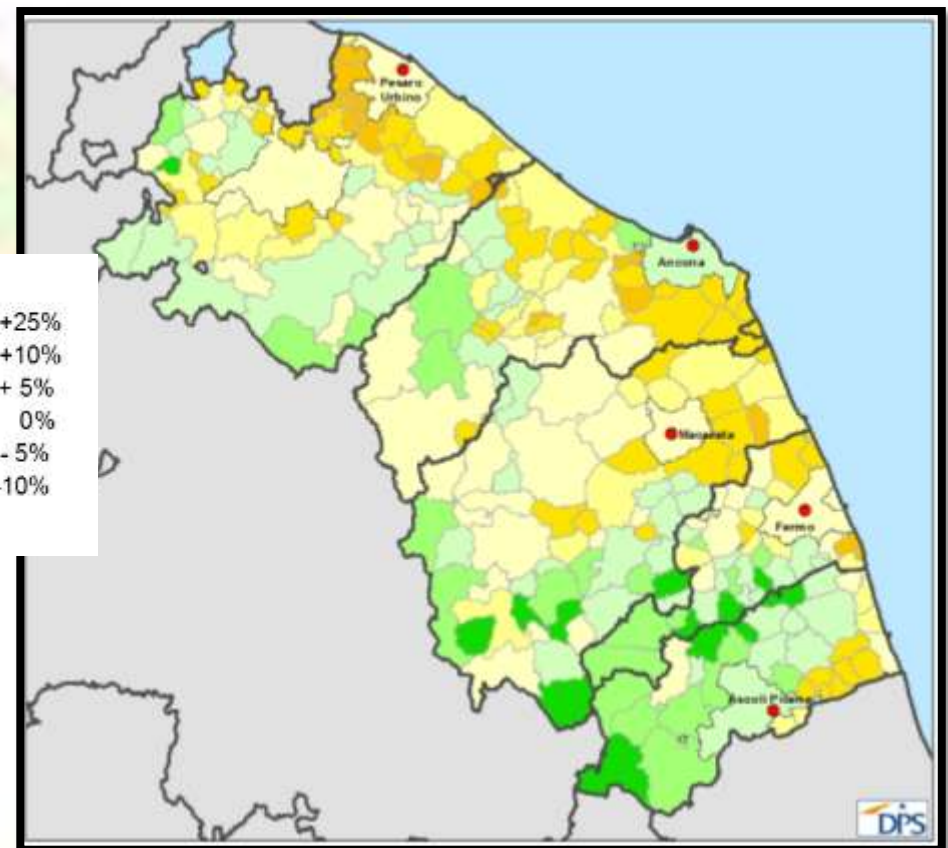 +25%
+10%
+ 5%
0%
- 5%
-10%
Pesaro
Urbino
Ancona
Macerata
Fermo
Ascoli Piceno
DPS